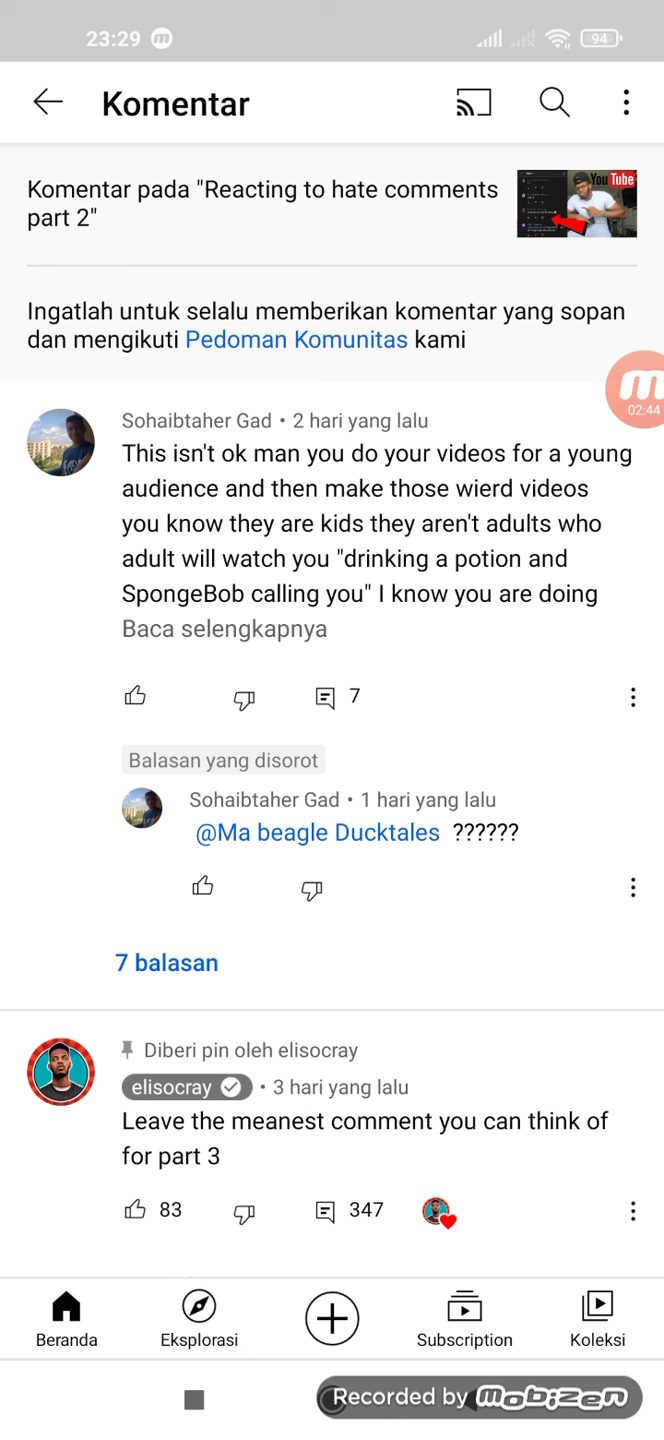 23:29
94
Komentar
Komentar pada "Reacting to hate comments
part 2"
You Tube
Ingatlah untuk selalu memberikan komentar yang sopan
dan mengikuti Pedoman Komunitas kami
02:44
Sohaibtaher Gad • 2 hari yang lalu
This isn't ok man you do your videos for a young
audience and then make those wierd videos
you know they are kids they aren't adults who
adult will watch you "drinking a potion and
SpongeBob calling you" I know you are doing
Baca selengkapnya
7
Balasan yang disorot
Sohaibtaher Gad • 1 hari yang lalu
@Ma beagle Ducktales ??????
7 balasan
Diberi pin oleh elisocray
elisocray • 3 hari yang lalu
Leave the meanest comment you can think of
for part 3
83 347
Beranda Eksplorasi Subscription Koleksi
Recorded by mobizen